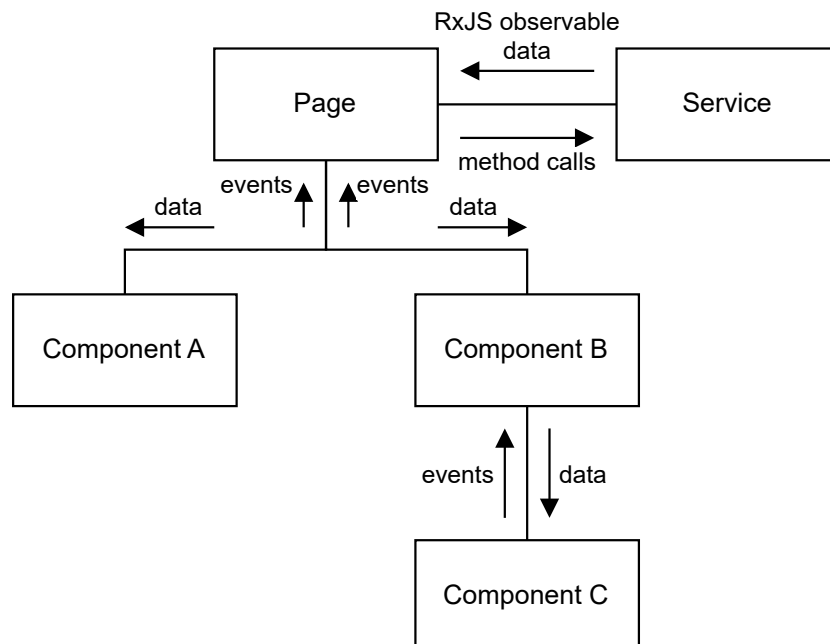 RxJS observable
data
Page
Service
method calls
events
events
data
data
Component A
Component B
events
data
Component C